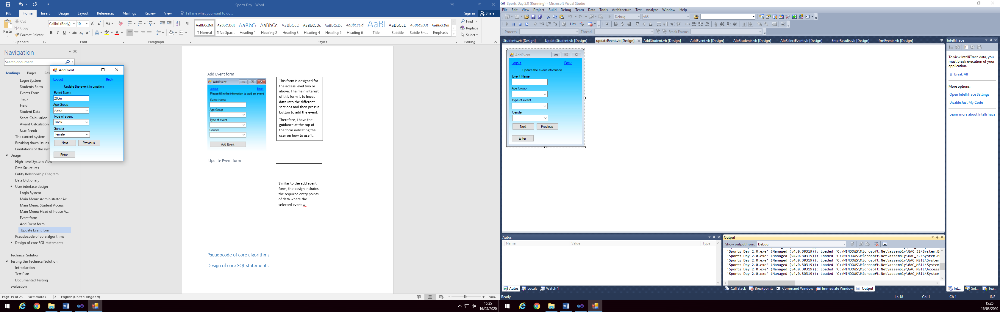 Sports Day - Word
File Home Insert Design Layout References Mailings Review View Tell me what you want to do... Sign in Share
Paste
Cut
Copy
Format Painter
Clipboard
Calibri (Body) 10
Font
Paragraph
AaBbCcDdE AaBbCcDdE AaBbCc AaBbCc AaBbCcD AaBbCcDc AaBbCcDc AaBbCcDd AaBl AaBbCcD AaBbCcDdL AaBbCcDdL
¶ Normal ¶ No Spac... Heading 1 Heading 2 Heading 3 Heading 4 Heading 5 Heading 6 Title Subtitle Subtle Em... Emphasis
Styles
Find
Replace
Select
Editing
Navigation
Search document
Headings Pages Res
Login System
Students Form
Events Form
Track
Field
Student Data
Score Calculation
Award Calculation
User Needs
The current system
Breaking down issues
Limitations of the syst
Design
High-level System View
Data Structures
Entity Relationship Diagram
Data Dictionary
User interface design
Login System
Main Menu: Administrator Ac...
Main Menu: Student Access
Main Menu: Head of house A...
Event form
Add Event form
Update Event form
Pseudocode of core algorithms
Design of core SQL statements
Technical Solution
Testing the Technical Solution
Introduction
Test Plan
Documented Testing
Evaluation
AddEvent
Logout Back
Update the event infomation
Event Name
200m
Age Group
Junior
Type of event
Track
Gender
Female
Next Previous
Enter
Add Event form
AddEvent
Logout Back
Please fill in the infomation to add an event
Event Name
Age Group
Type of event
Gender
Add Event
This form is designed for
the access level two or
above. The main interest
of this form is to input
data into the different
sections and then press a
button to add the event.
Therefore, I have the
guidance at the top of
the form indicating the
user on how to use it.
Update Event form
Similar to the add event
form, the design includes
the required entry points
of data where the
selected event wi
Pseudocode of core algorithms
Design of core SQL statements
Page 19 of 23 5095 words English (United Kingdom) 90%
15:25
16/03/2020
Sports Day 2.0 (Running) - Microsoft Visual Studio
File Edit View Project Build Debug Team Data Tools Architecture Test Analyze Window Help
Debug x86
Hex
Process: Thread: Stack Frame:
Students.vb [Design] UpdateStudent.vb [Design] updateEvent.vb [Design] AddStudent.vb [Design] AddEvent.vb [Design] AloStudents.vb [Design] AloSelectEvent.vb [Design] EnterResults.vb [Design] frmEvents.vb [Design]
AddEvent
Logout Back
Update the event infomation
Event Name
Age Group
Type of event
Gender
Next Previous
Enter
IntelliTrace
To view IntelliTrace data, you
must break execution of your
application.
Break All
More options:
Open IntelliTrace Settings
Disable Just My Code
Learn more about IntelliTrace
Autos
Name Value Type
Autos Locals Watch 1
Output
Show output from: Debug
'Sports Day 2.0.exe' (Managed (v4.0.30319)): Loaded 'C:\WINDOWS\Microsoft.Net\assembly\GAC_32\System.E
'Sports Day 2.0.exe' (Managed (v4.0.30319)): Loaded 'C:\WINDOWS\Microsoft.Net\assembly\GAC_32\System.E
'Sports Day 2.0.exe' (Managed (v4.0.30319)): Loaded 'C:\WINDOWS\Microsoft.Net\assembly\GAC_MSIL\System
'Sports Day 2.0.exe' (Managed (v4.0.30319)): Loaded 'C:\WINDOWS\Microsoft.Net\assembly\GAC_MSIL\System
'Sports Day 2.0.exe' (Managed (v4.0.30319)): Loaded 'C:\WINDOWS\Microsoft.Net\assembly\GAC_MSIL\Access
'Sports Day 2.0.exe' (Managed (v4.0.30319)): Loaded 'C:\WINDOWS\Microsoft.Net\assembly\GAC_MSIL\System
Call Stack Breakpoints Command Window Immediate Window Output
Int... Sol... Tea...
Ready Ln 18 Col 1 Ch 1 INS
15:25
16/03/2020